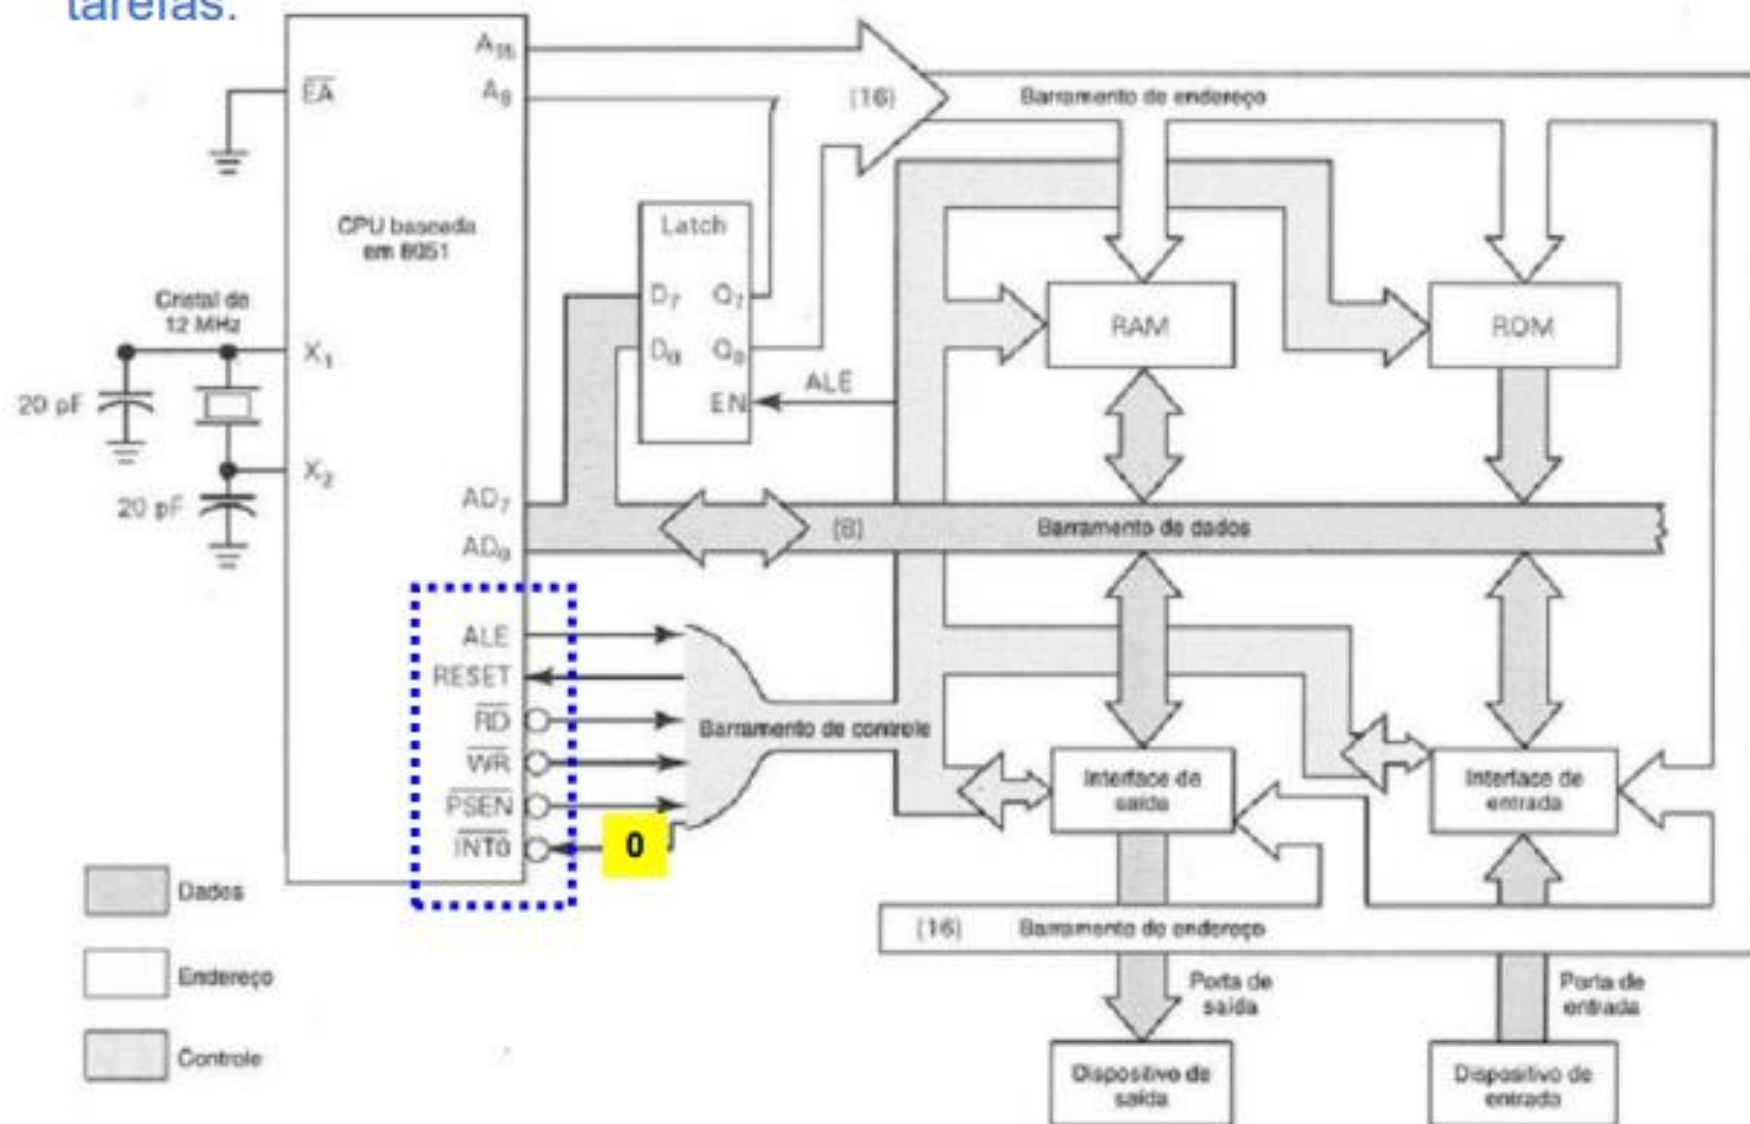 tarefas.
A15
A8
EA
(16)
Barramento de endereço
CPU baseada
em 8051
Latch
Cristal de
12 MHz
D7
Q7
D0
Q0
RAM
ROM
X1
ALE
EN
20 pF
X2
20 pF
AD7
AD0
(8)
Barramento de dados
ALE
RESET
RD
WR
PSEN
INT0
0
Barramento de controle
Interface de
saída
Interface de
entrada
Dados
Endereço
Controle
(16)
Barramento de endereço
Porta de
saída
Porta de
entrada
Dispositivo de
saída
Dispositivo de
entrada